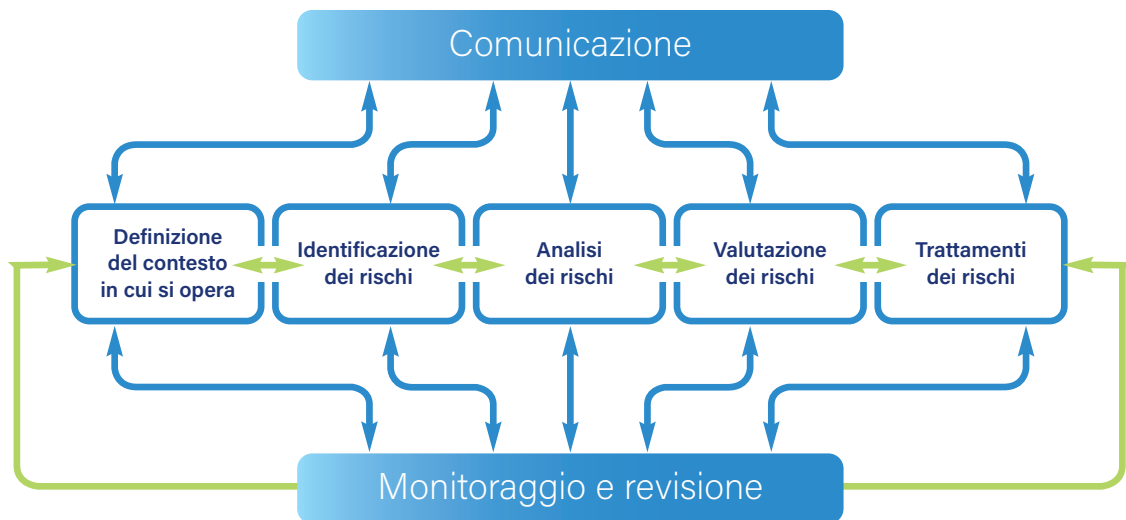 Comunicazione
Definizione
del contesto
in cui si opera
Identificazione
dei rischi
Analisi
dei rischi
Valutazione
dei rischi
Trattamenti
dei rischi
Monitoraggio e revisione